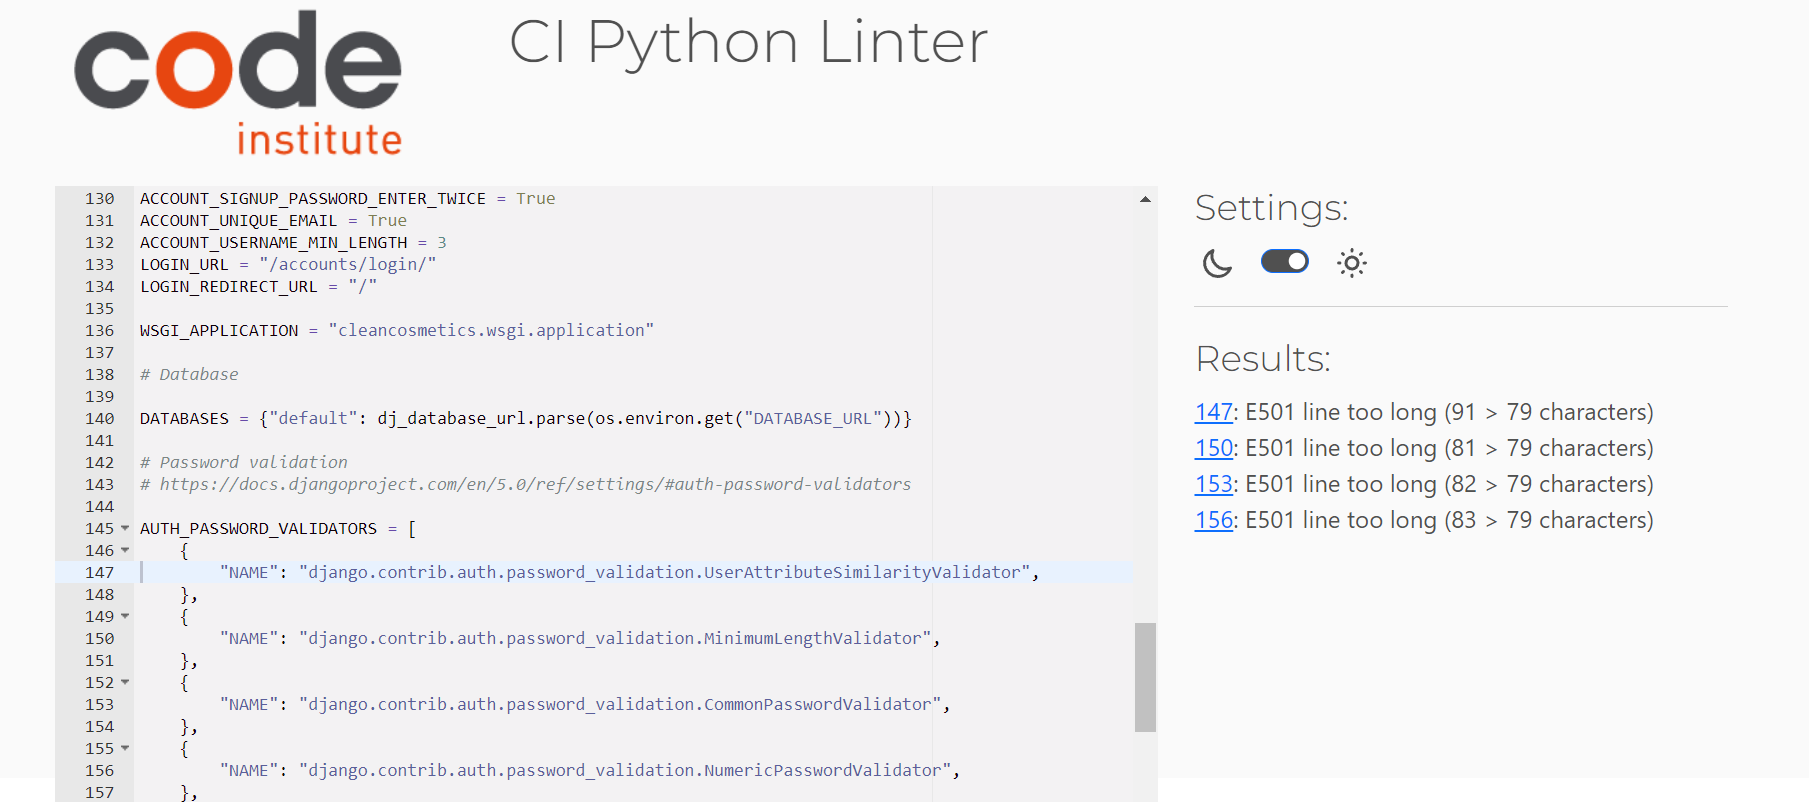 code
institute
CI Python Linter
130 ACCOUNT_SIGNUP_PASSWORD_ENTER_TWICE = True
131 ACCOUNT_UNIQUE_EMAIL = True
132 ACCOUNT_USERNAME_MIN_LENGTH = 3
133 LOGIN_URL = "/accounts/login/"
134 LOGIN_REDIRECT_URL = "/"
135
136 WSGI_APPLICATION = "cleancosmetics.wsgi.application"
137
138 # Database
139
140 DATABASES = {"default": dj_database_url.parse(os.environ.get("DATABASE_URL"))}
141
142 # Password validation
143 # https://docs.djangoproject.com/en/5.0/ref/settings/#auth-password-validators
144
145 AUTH_PASSWORD_VALIDATORS = [
146     {
147         "NAME": "django.contrib.auth.password_validation.UserAttributeSimilarityValidator",
148     },
149     {
150         "NAME": "django.contrib.auth.password_validation.MinimumLengthValidator",
151     },
152     {
153         "NAME": "django.contrib.auth.password_validation.CommonPasswordValidator",
154     },
155     {
156         "NAME": "django.contrib.auth.password_validation.NumericPasswordValidator",
157     },
Settings:
Results:
147: E501 line too long (91 > 79 characters)
150: E501 line too long (81 > 79 characters)
153: E501 line too long (82 > 79 characters)
156: E501 line too long (83 > 79 characters)